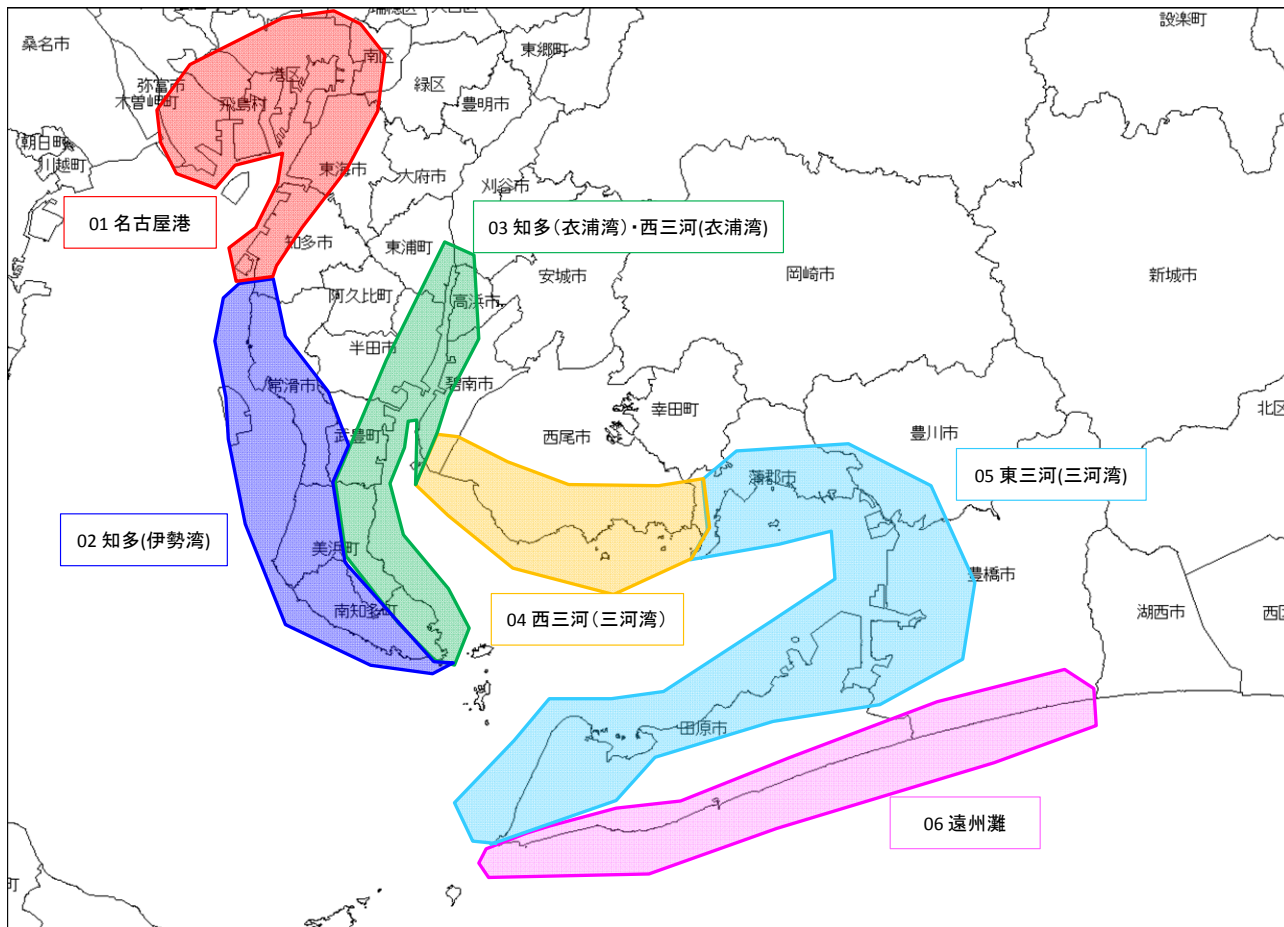 設楽町
桑名市
南区
東郷町
港区
緑区
弥富市
木曽岬町
飛島村
豊明市
朝日町
川越町
東海市
大府市
刈谷市
01 名古屋港
03 知多(衣浦湾)・西三河(衣浦湾)
知多市
東浦町
安城市
岡崎市
新城市
阿久比町
高浜市
半田市
常滑市
碧南市
幸田町
北区
武豊町
西尾市
豊川市
蒲郡市
05 東三河(三河湾)
02 知多(伊勢湾)
美浜町
豊橋市
南知多町
04 西三河(三河湾)
湖西市
西区
田原市
06 遠州灘
町